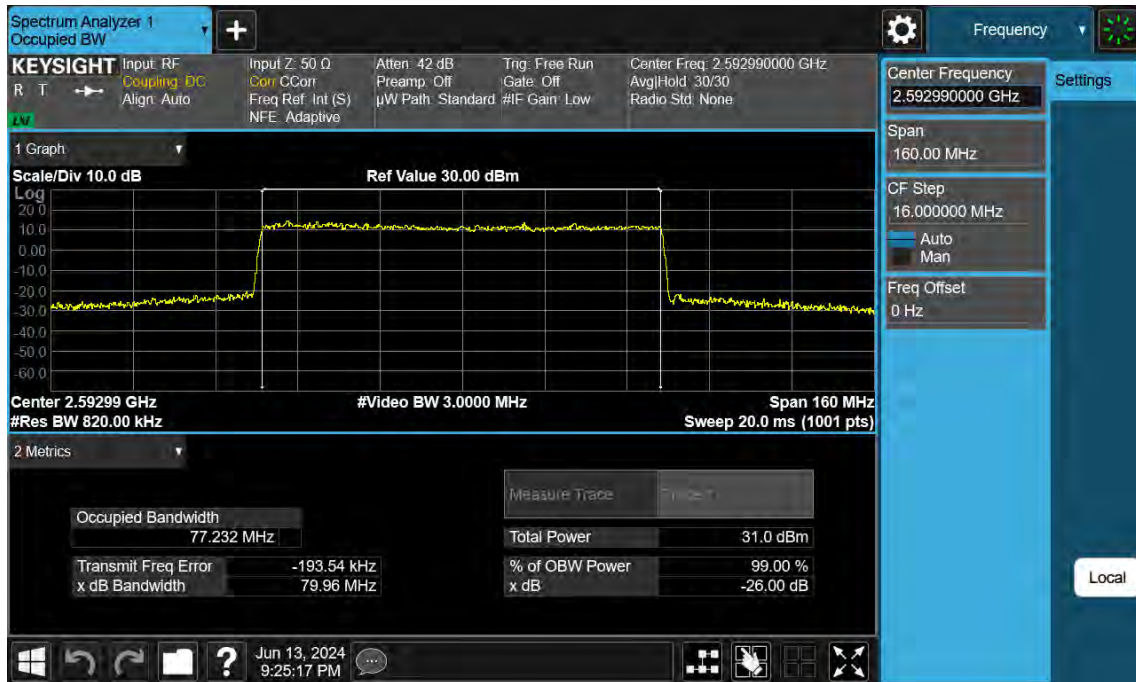 Spectrum Analyzer 1
Occupied BW
Frequency
KEYSIGHT
R T
LXI
Input: RF
Coupling: DC
Align: Auto
Input Z: 50 Ω
Corr CCorr
Freq Ref: Int (S)
NFE: Adaptive
Atten: 42 dB
Preamp: Off
µW Path: Standard
Trig: Free Run
Gate: Off
#IF Gain: Low
Center Freq: 2.592990000 GHz
Avg|Hold: 30/30
Radio Std: None
Center Frequency
2.592990000 GHz
Settings
Span
160.00 MHz
CF Step
16.000000 MHz
Auto
Man
Freq Offset
0 Hz
Local
1 Graph
Scale/Div 10.0 dB
Ref Value 30.00 dBm
Log
20.0
10.0
0.00
-10.0
-20.0
-30.0
-40.0
-50.0
-60.0
Center 2.59299 GHz
#Video BW 3.0000 MHz
Span 160 MHz
#Res BW 820.00 kHz
Sweep 20.0 ms (1001 pts)
2 Metrics
Measure Trace
Trace 1
Occupied Bandwidth
77.232 MHz
Total Power 31.0 dBm
Transmit Freq Error -193.54 kHz
% of OBW Power 99.00 %
x dB Bandwidth 79.96 MHz
x dB -26.00 dB
?
Jun 13, 2024
9:25:17 PM